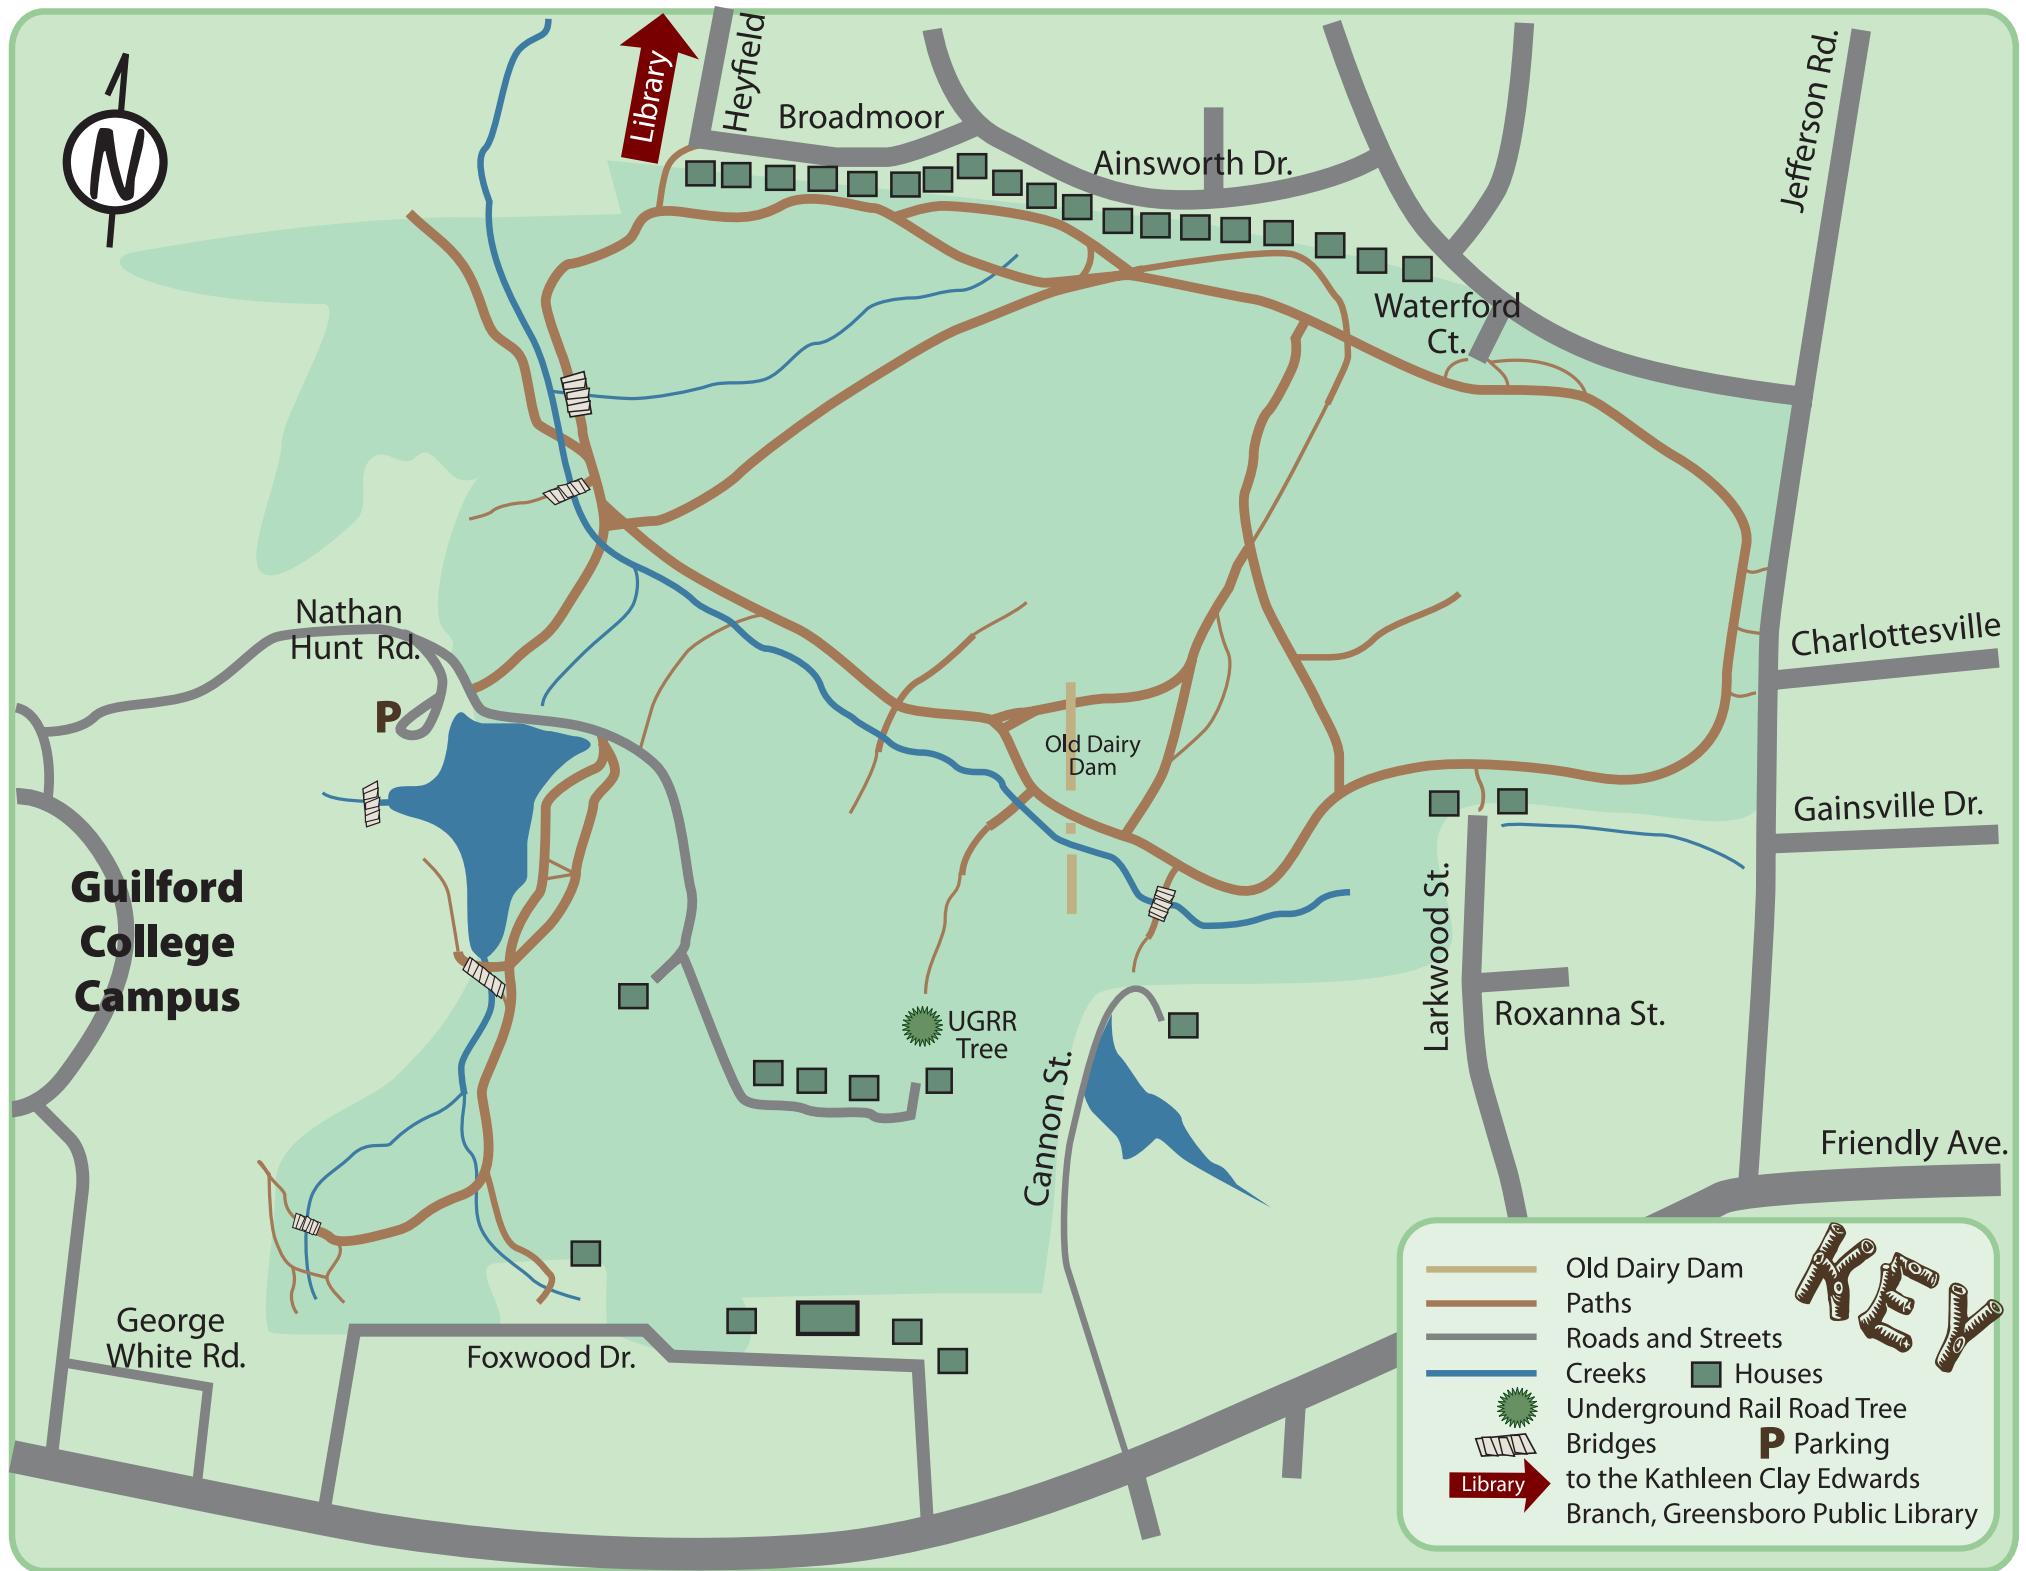 N
Library
Heyfield
Broadmoor
Ainsworth Dr.
Jefferson Rd.
Waterford
Ct.
Nathan
Hunt Rd.
P
Charlottesville
Old Dairy
Dam
Gainsville Dr.
Guilford
College
Campus
Larkwood St.
Roxanna St.
UGRR
Tree
Cannon St.
Friendly Ave.
George
White Rd.
Foxwood Dr.
KEY
Old Dairy Dam
Paths
Roads and Streets
Creeks Houses
Underground Rail Road Tree
Bridges P Parking
Library to the Kathleen Clay Edwards
Branch, Greensboro Public Library